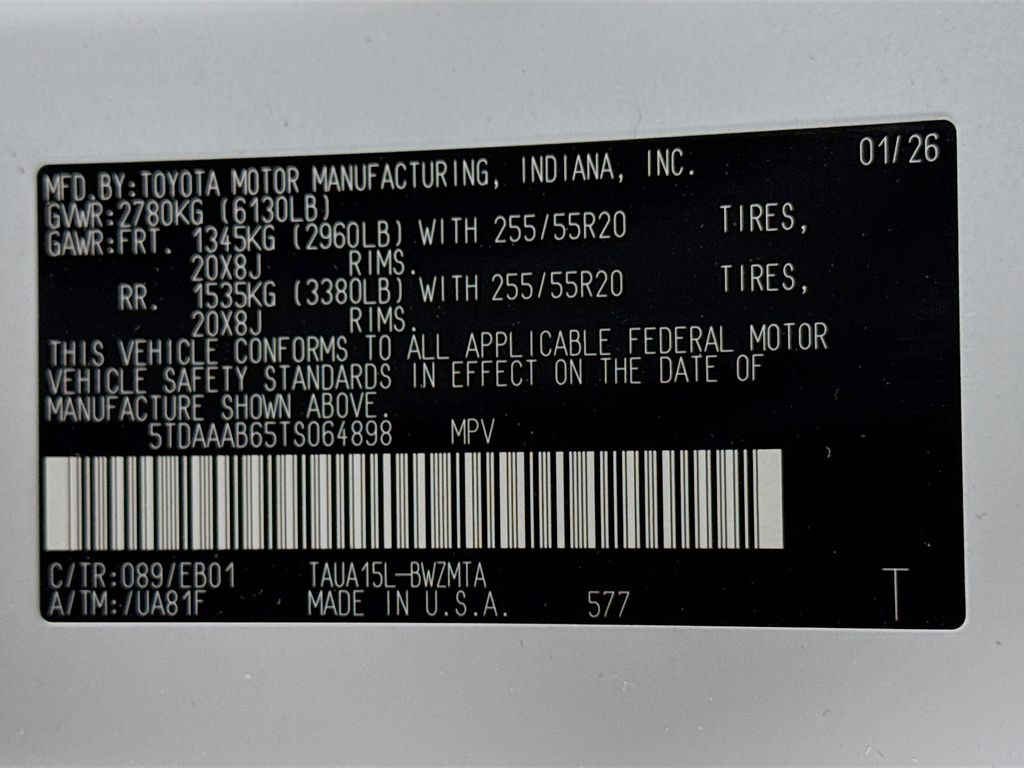 01/26
MFD.BY:TOYOTA MOTOR MANUFACTURING, INDIANA, INC.
GVWR:2780KG (6130LB)
GAWR:FRT. 1345KG (2960LB) WITH 255/55R20 TIRES,
20X8J RIMS.
RR. 1535KG (3380LB) WITH 255/55R20 TIRES,
20X8J RIMS.
THIS VEHICLE CONFORMS TO ALL APPLICABLE FEDERAL MOTOR
VEHICLE SAFETY STANDARDS IN EFFECT ON THE DATE OF
MANUFACTURE SHOWN ABOVE.
5TDAAAB65TS064898 MPV
C/TR:089/EB01 TAUA15L-BWZMTA
A/TM:/UA81F MADE IN U.S.A. 577 T